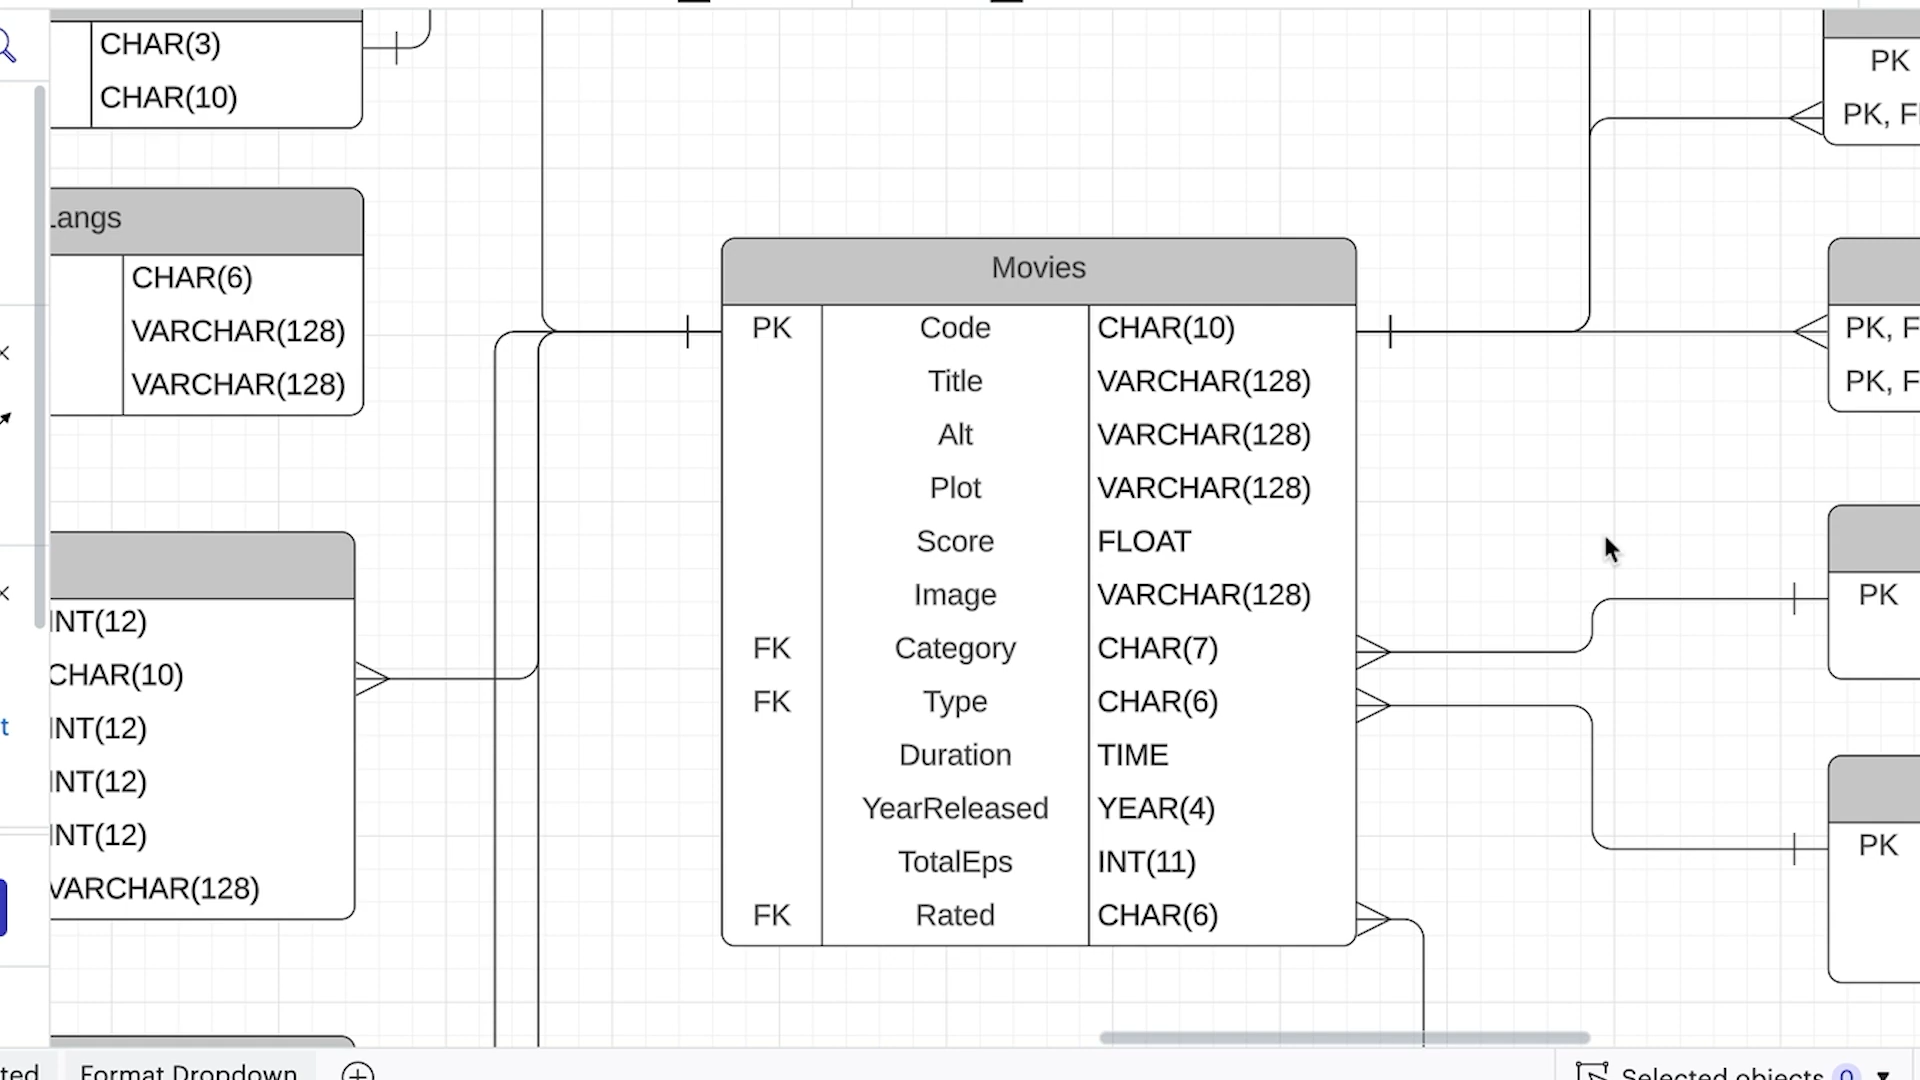 CHAR(3)
CHAR(10)
Langs
CHAR(6)
VARCHAR(128)
VARCHAR(128)
INT(12)
CHAR(10)
INT(12)
INT(12)
INT(12)
VARCHAR(128)
Movies
PK Code CHAR(10)
Title VARCHAR(128)
Alt VARCHAR(128)
Plot VARCHAR(128)
Score FLOAT
Image VARCHAR(128)
FK Category CHAR(7)
FK Type CHAR(6)
Duration TIME
YearReleased YEAR(4)
TotalEps INT(11)
FK Rated CHAR(6)
PK
PK, F
PK, F
PK, F
PK
PK
Format Dropdown
Selected objects 0